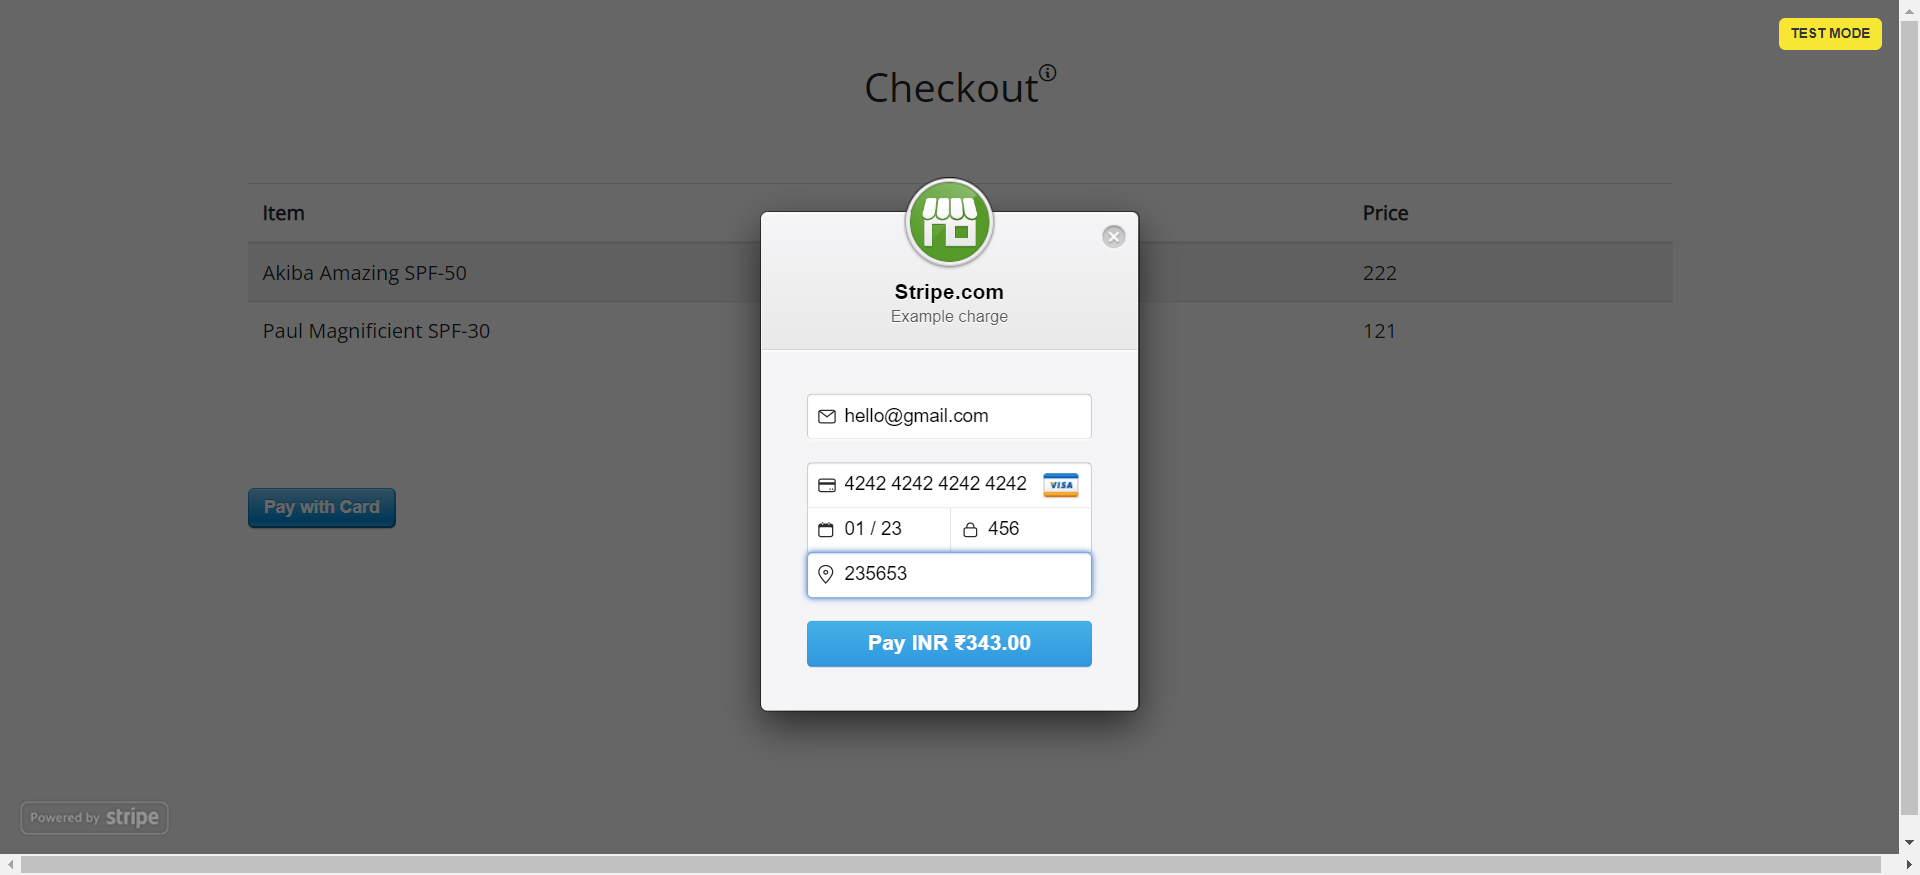 TEST MODE
Checkout
Item Price
Akiba Amazing SPF-50 222
Paul Magnificient SPF-30 121
Stripe.com
Example charge
hello@gmail.com
4242 4242 4242 4242 VISA
01 / 23 456
235653
Pay INR ₹343.00
Pay with Card
Powered by stripe